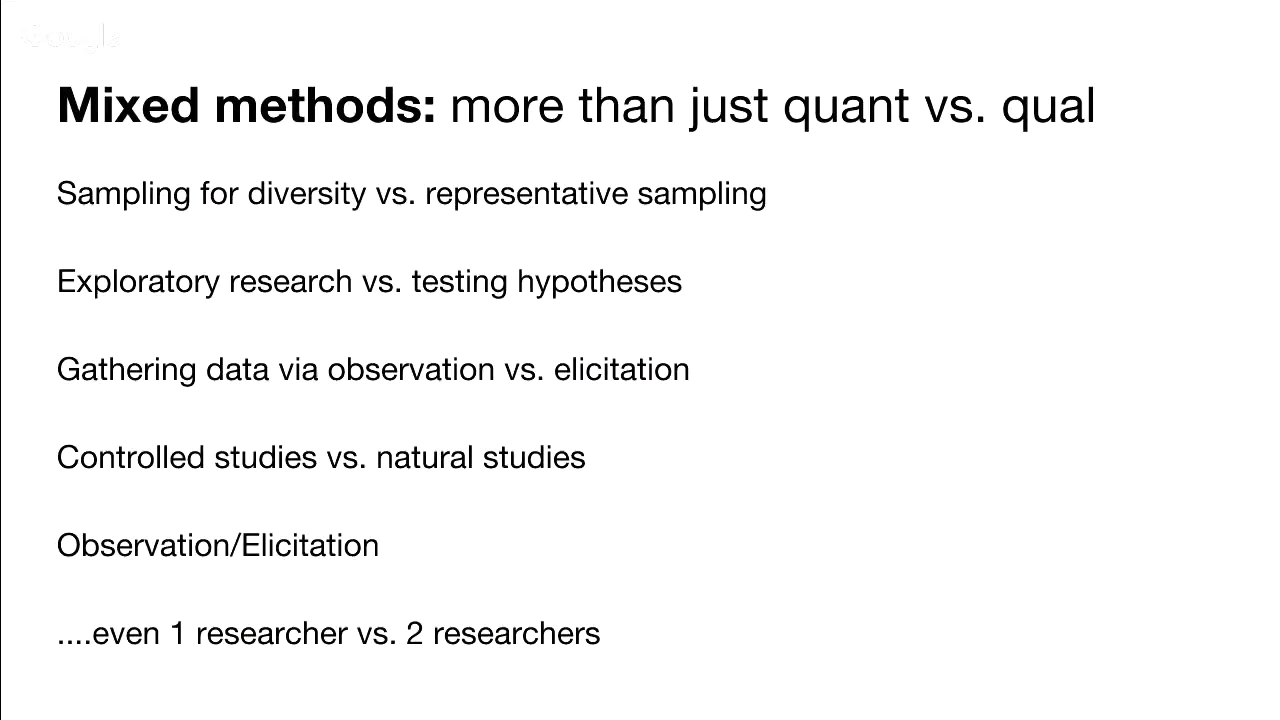 Google
Mixed methods: more than just quant vs. qual
Sampling for diversity vs. representative sampling
Exploratory research vs. testing hypotheses
Gathering data via observation vs. elicitation
Controlled studies vs. natural studies
Observation/Elicitation
....even 1 researcher vs. 2 researchers